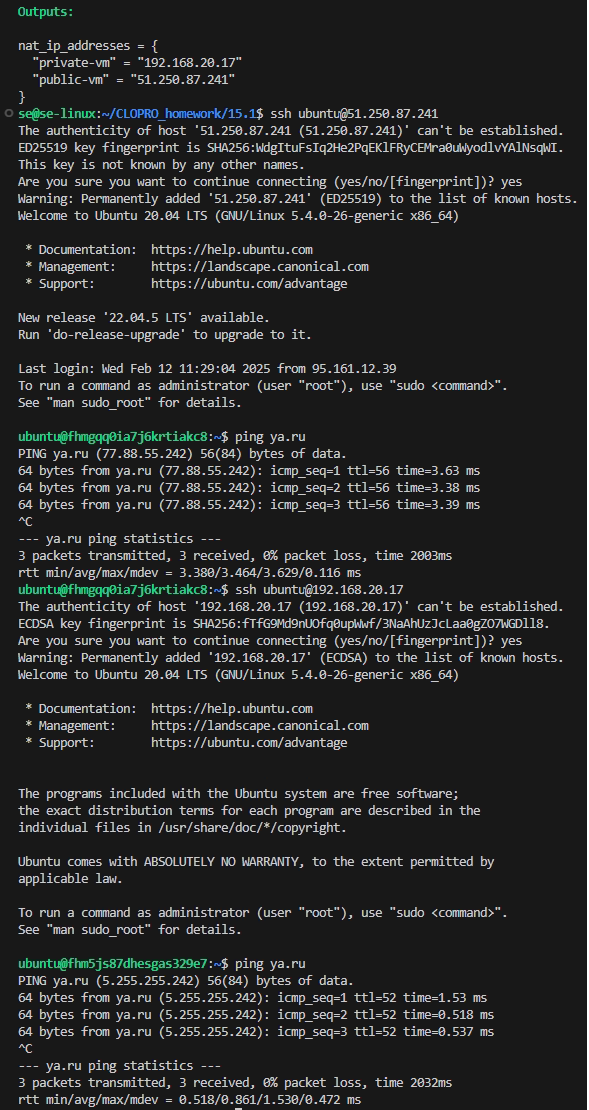 Outputs:
nat_ip_addresses = {
  "private-vm" = "192.168.20.17"
  "public-vm" = "51.250.87.241"
}
se@se-linux:~/CLOPRO_homework/15.1$ ssh ubuntu@51.250.87.241
The authenticity of host '51.250.87.241 (51.250.87.241)' can't be established.
ED25519 key fingerprint is SHA256:WdgItuFsIq2He2PqEKlFRyCEMra0uWyodlvYAlNsqWI.
This key is not known by any other names.
Are you sure you want to continue connecting (yes/no/[fingerprint])? yes
Warning: Permanently added '51.250.87.241' (ED25519) to the list of known hosts.
Welcome to Ubuntu 20.04 LTS (GNU/Linux 5.4.0-26-generic x86_64)
 * Documentation:  https://help.ubuntu.com
 * Management:     https://landscape.canonical.com
 * Support:        https://ubuntu.com/advantage
New release '22.04.5 LTS' available.
Run 'do-release-upgrade' to upgrade to it.
Last login: Wed Feb 12 11:29:04 2025 from 95.161.12.39
To run a command as administrator (user "root"), use "sudo <command>".
See "man sudo_root" for details.
ubuntu@fhmgqq0ia7j6krtiakc8:~$ ping ya.ru
PING ya.ru (77.88.55.242) 56(84) bytes of data.
64 bytes from ya.ru (77.88.55.242): icmp_seq=1 ttl=56 time=3.63 ms
64 bytes from ya.ru (77.88.55.242): icmp_seq=2 ttl=56 time=3.38 ms
64 bytes from ya.ru (77.88.55.242): icmp_seq=3 ttl=56 time=3.39 ms
^C
--- ya.ru ping statistics ---
3 packets transmitted, 3 received, 0% packet loss, time 2003ms
rtt min/avg/max/mdev = 3.380/3.464/3.629/0.116 ms
ubuntu@fhmgqq0ia7j6krtiakc8:~$ ssh ubuntu@192.168.20.17
The authenticity of host '192.168.20.17 (192.168.20.17)' can't be established.
ECDSA key fingerprint is SHA256:fTfG9Md9nUOfq0upWwf/3NaAhUzJcLaa0gZO7WGDll8.
Are you sure you want to continue connecting (yes/no/[fingerprint])? yes
Warning: Permanently added '192.168.20.17' (ECDSA) to the list of known hosts.
Welcome to Ubuntu 20.04 LTS (GNU/Linux 5.4.0-26-generic x86_64)
 * Documentation:  https://help.ubuntu.com
 * Management:     https://landscape.canonical.com
 * Support:        https://ubuntu.com/advantage
The programs included with the Ubuntu system are free software;
the exact distribution terms for each program are described in the
individual files in /usr/share/doc/*/copyright.
Ubuntu comes with ABSOLUTELY NO WARRANTY, to the extent permitted by
applicable law.
To run a command as administrator (user "root"), use "sudo <command>".
See "man sudo_root" for details.
ubuntu@fhm5js87dhesgas329e7:~$ ping ya.ru
PING ya.ru (5.255.255.242) 56(84) bytes of data.
64 bytes from ya.ru (5.255.255.242): icmp_seq=1 ttl=52 time=1.53 ms
64 bytes from ya.ru (5.255.255.242): icmp_seq=2 ttl=52 time=0.518 ms
64 bytes from ya.ru (5.255.255.242): icmp_seq=3 ttl=52 time=0.537 ms
^C
--- ya.ru ping statistics ---
3 packets transmitted, 3 received, 0% packet loss, time 2032ms
rtt min/avg/max/mdev = 0.518/0.861/1.530/0.472 ms